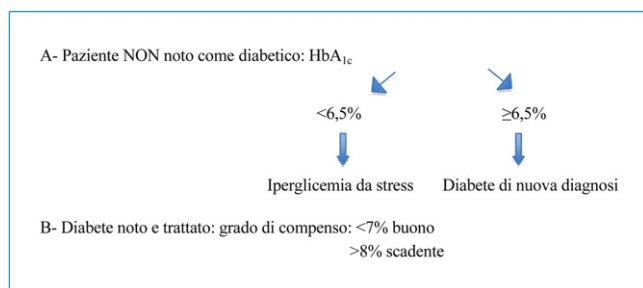 A- Paziente NON noto come diabetico: HbA1c
<6,5% ≥6,5%
Iperglicemia da stress Diabete di nuova diagnosi
B- Diabete noto e trattato: grado di compenso: <7% buono
>8% scadente